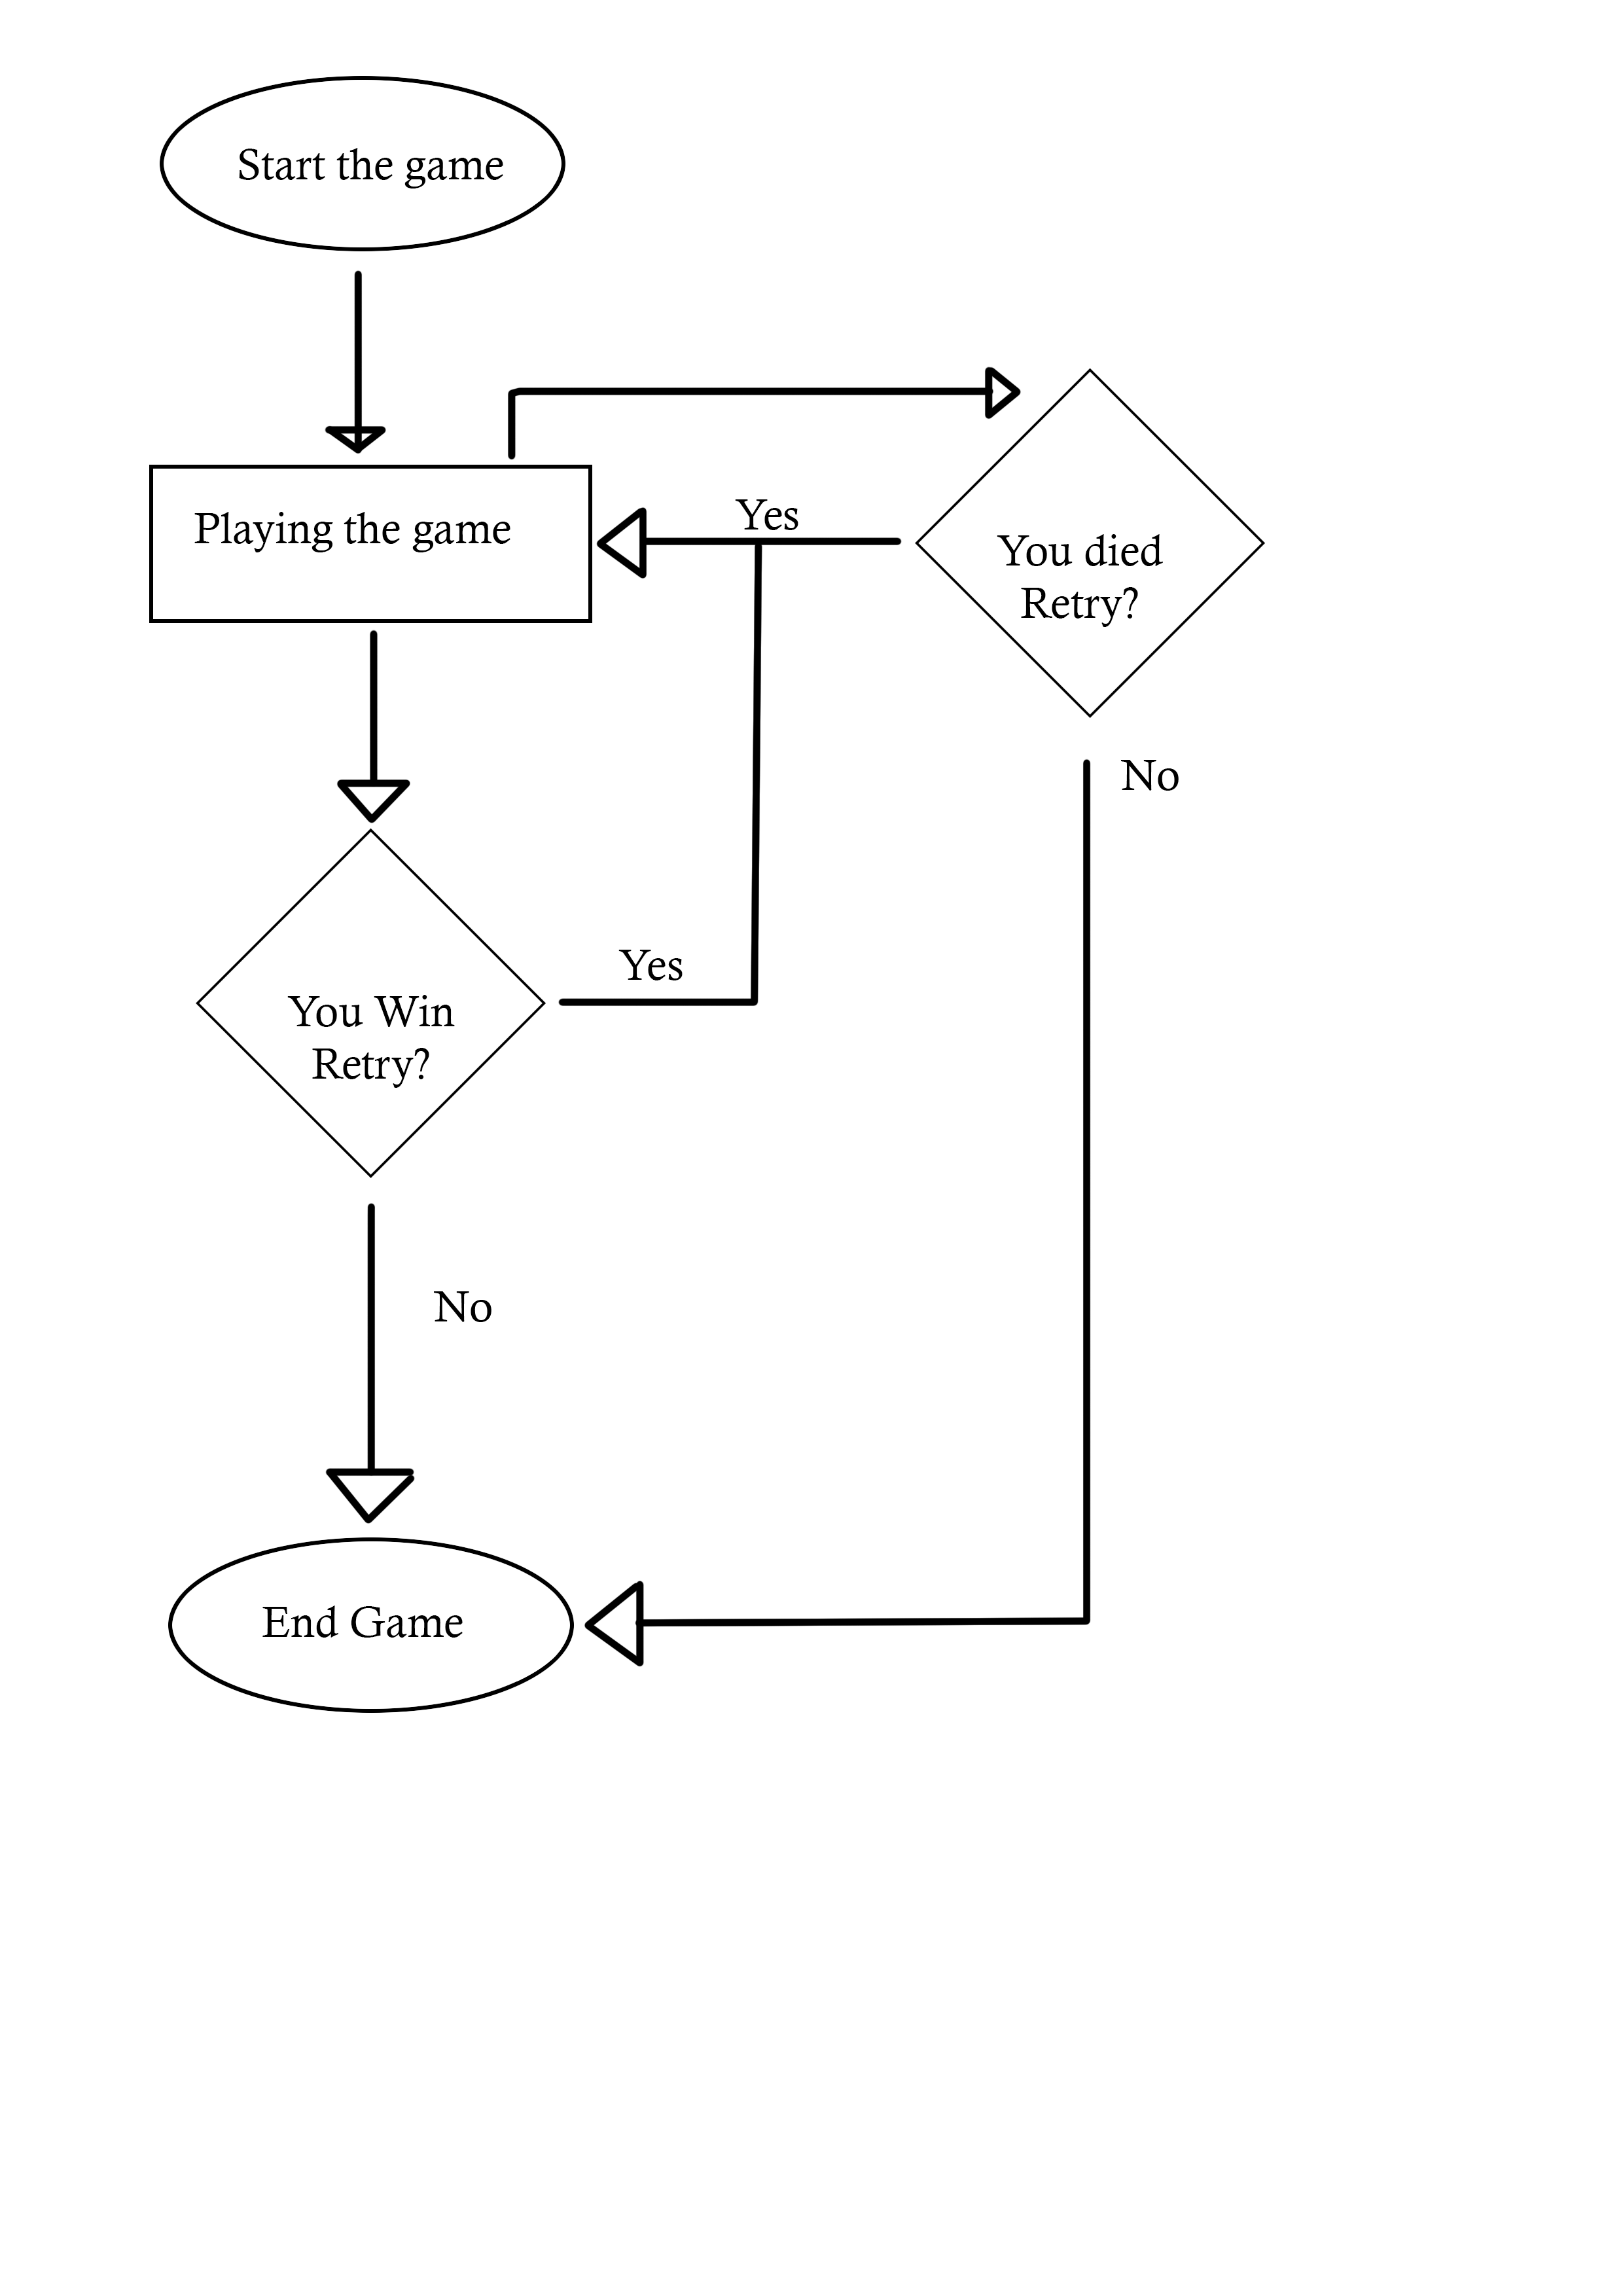 Start the game
Playing the game
Yes
You died
Retry?
No
Yes
You Win
Retry?
No
End Game